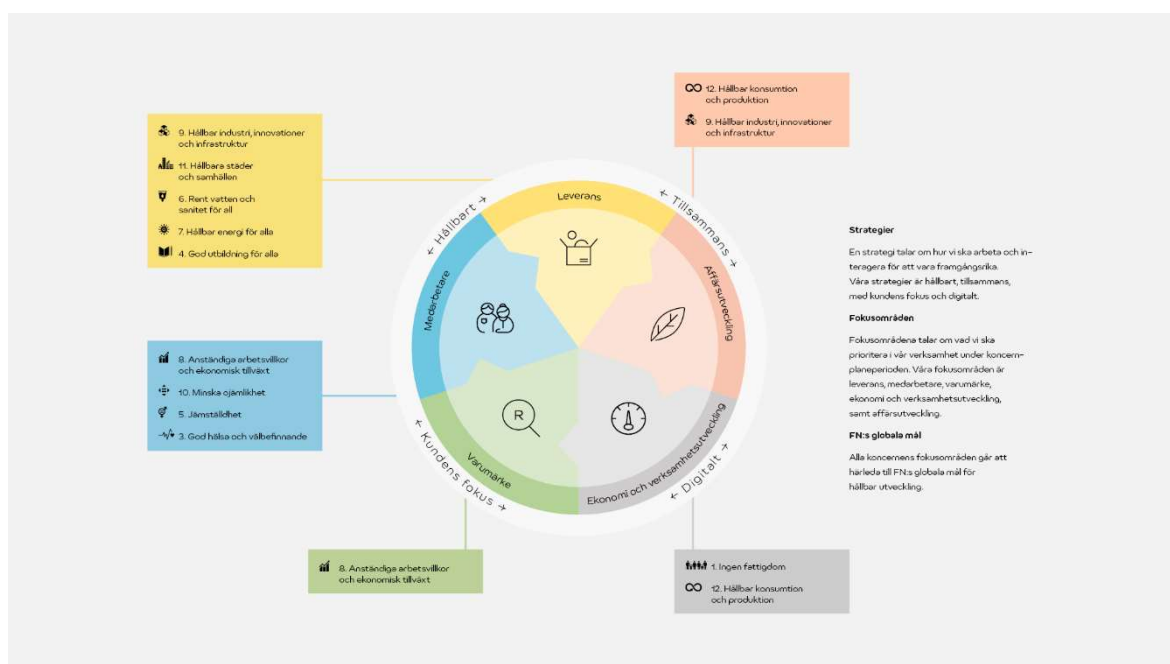 12. Hållbar konsumtion
och produktion
9. Hållbar industri, innovationer
och infrastruktur
9. Hållbar industri, innovationer
och infrastruktur
11. Hållbara städer
och samhällen
6. Rent vatten och
sanitet för all
7. Hållbar energi för alla
4. God utbildning för alla
← Hållbart →
Leverans
← Tillsammans →
Medarbetare
Affärsutveckling
Strategier
En strategi talar om hur vi ska arbeta och in-
teragera för att vara framgångsrika.
Våra strategier är hållbart, tillsammans,
med kundens fokus och digitalt.
Fokusområden
Fokusområdena talar om vad vi ska
prioritera i vår verksamhet under koncern-
planeperioden. Våra fokusområden är
leverans, medarbetare, varumärke,
ekonomi och verksamhetsutveckling,
samt affärsutveckling.
FN:s globala mål
Alla koncernens fokusområden går att
härleda till FN:s globala mål för
hållbar utveckling.
8. Anständiga arbetsvillkor
och ekonomisk tillväxt
10. Minska ojämlikhet
5. Jämställdhet
3. God hälsa och välbefinnande
R
Varumärke
Ekonomi och verksamhetsutveckling
← Kundens fokus →
← Digitalt →
8. Anständiga arbetsvillkor
och ekonomisk tillväxt
1. Ingen fattigdom
12. Hållbar konsumtion
och produktion